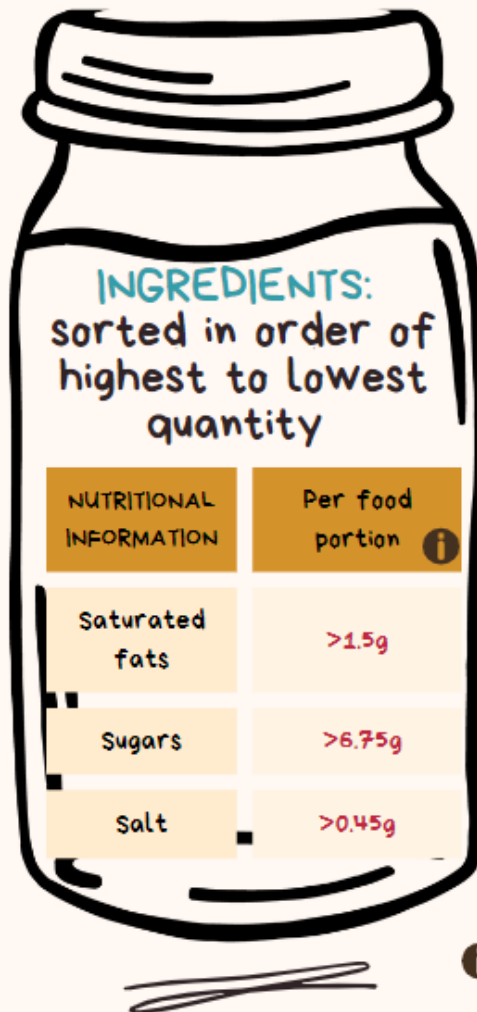 INGREDIENTS:
sorted in order of
highest to lowest
quantity
NUTRITIONAL
INFORMATION
Per food
portion
i
Saturated
fats
>1.5g
Sugars
>6.75g
Salt
>0.45g